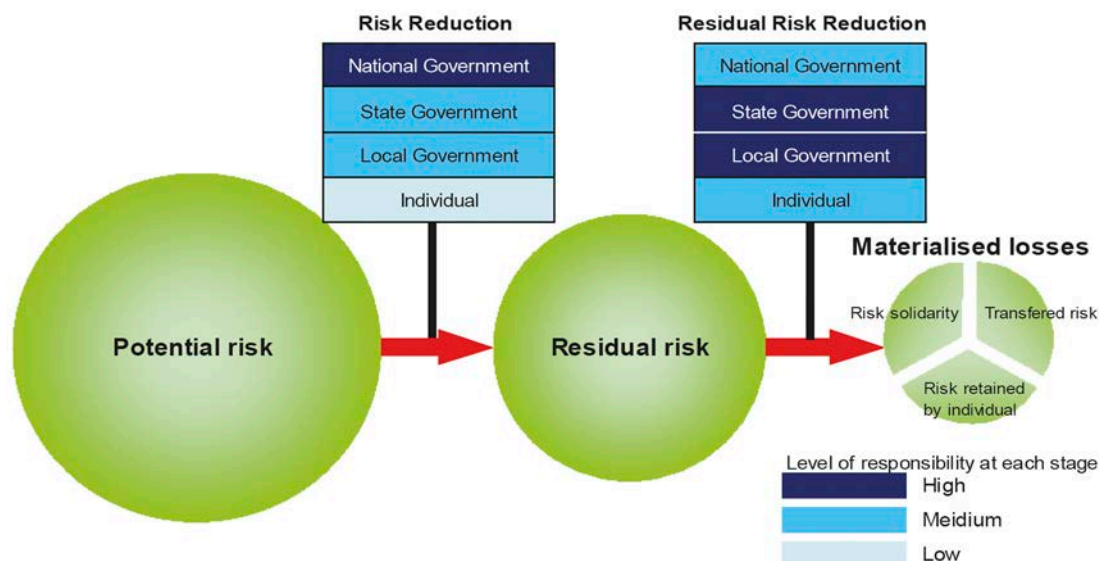 Risk Reduction
National Government
State Government
Local Government
Individual
Residual Risk Reduction
National Government
State Government
Local Government
Individual
Potential risk
Residual risk
Materialised losses
Risk solidarity
Transfered risk
Risk retained
by individual
Level of responsibility at each stage
High
Meidium
Low